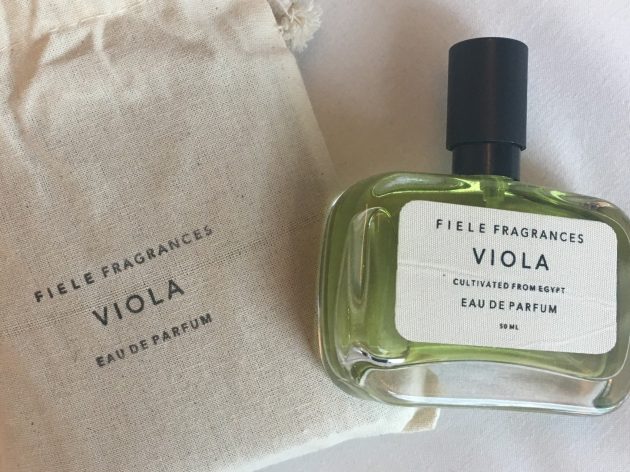 FIELE FRAGRANCES
VIOLA
EAU DE PARFUM
FIELE FRAGRANCES
VIOLA
CULTIVATED FROM EGYPT
EAU DE PARFUM
50 ML